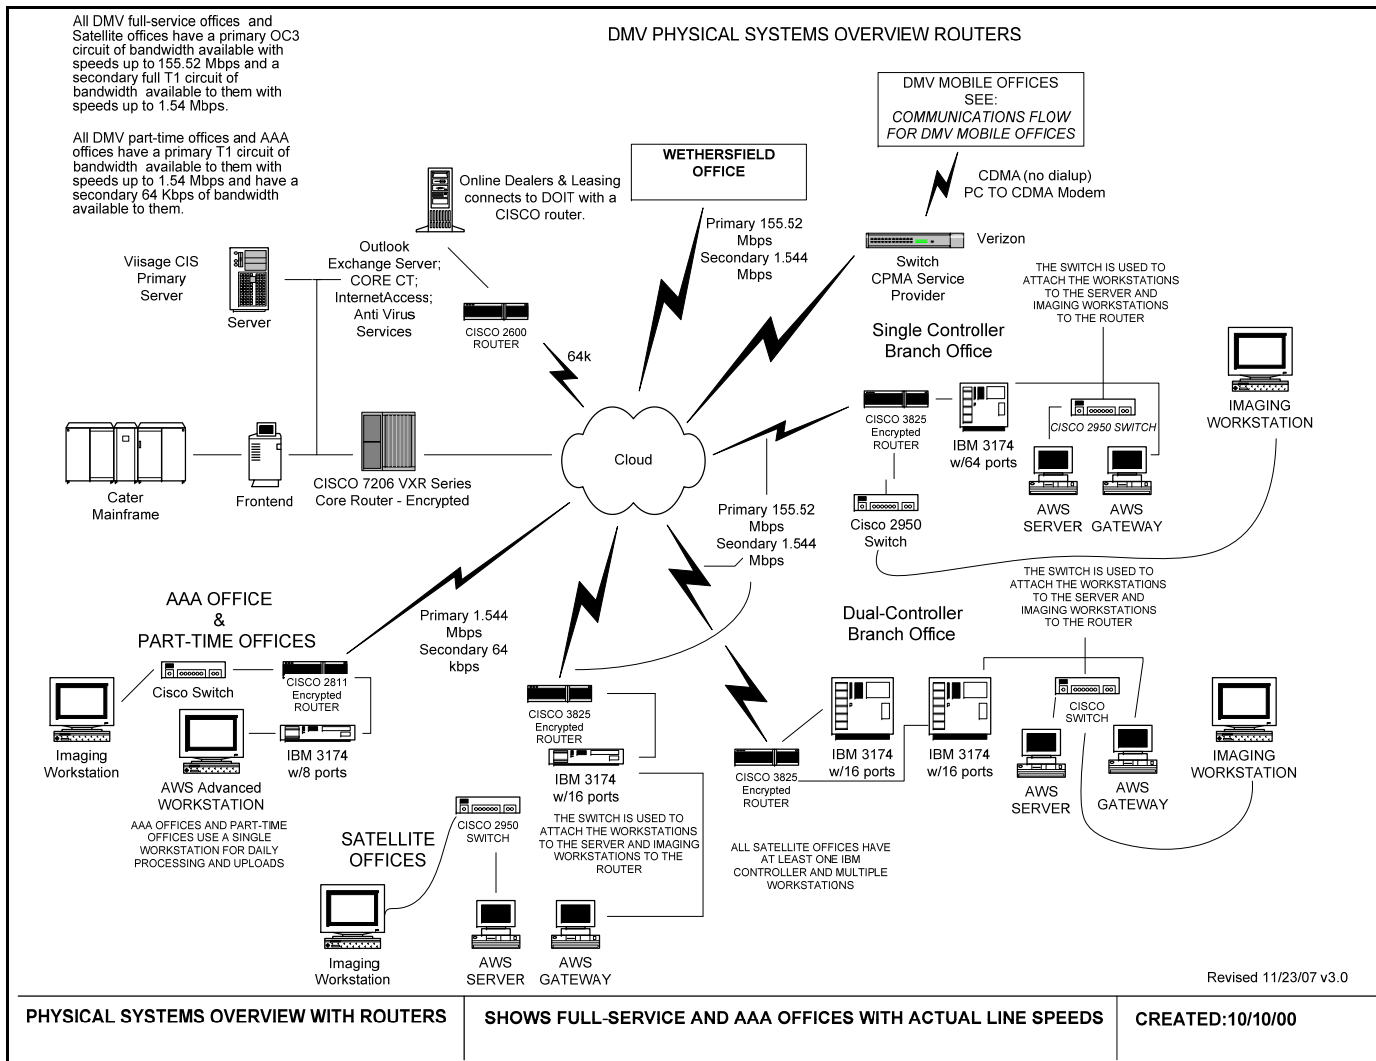 All DMV full-service offices and
Satellite offices have a primary OC3
circuit of bandwidth available with
speeds up to 155.52 Mbps and a
secondary full T1 circuit of
bandwidth available to them with
speeds up to 1.54 Mbps.
All DMV part-time offices and AAA
offices have a primary T1 circuit of
bandwidth available to them with
speeds up to 1.54 Mbps and have a
secondary 64 Kbps of bandwidth
available to them.
DMV PHYSICAL SYSTEMS OVERVIEW ROUTERS
DMV MOBILE OFFICES
SEE:
COMMUNICATIONS FLOW
FOR DMV MOBILE OFFICES
WETHERSFIELD
OFFICE
CDMA (no dialup)
PC TO CDMA Modem
Online Dealers & Leasing
connects to DOIT with a
CISCO router.
Primary 155.52
Mbps
Secondary 1.544
Mbps
Verizon
Switch
CPMA Service
Provider
Viisage CIS
Primary
Server
Server
Outlook
Exchange Server;
CORE CT;
InternetAccess;
Anti Virus
Services
CISCO 2600
ROUTER
64k
THE SWITCH IS USED TO
ATTACH THE WORKSTATIONS
TO THE SERVER AND
IMAGING WORKSTATIONS
TO THE ROUTER
Single Controller
Branch Office
CISCO 3825
Encrypted
ROUTER
IBM 3174
w/64 ports
CISCO 2950 SWITCH
IMAGING
WORKSTATION
AWS
SERVER
AWS
GATEWAY
Cisco 2950
Switch
Cloud
Cater
Mainframe
Frontend
CISCO 7206 VXR Series
Core Router - Encrypted
Primary 155.52
Mbps
Seondary 1.544
Mbps
THE SWITCH IS USED TO
ATTACH THE WORKSTATIONS
TO THE SERVER AND
IMAGING WORKSTATIONS
TO THE ROUTER
Dual-Controller
Branch Office
AAA OFFICE
&
PART-TIME OFFICES
Primary 1.544
Mbps
Secondary 64
kbps
Cisco Switch
CISCO 2811
Encrypted
ROUTER
Imaging
Workstation
IBM 3174
w/8 ports
AWS Advanced
WORKSTATION
AAA OFFICES AND PART-TIME
OFFICES USE A SINGLE
WORKSTATION FOR DAILY
PROCESSING AND UPLOADS
CISCO 3825
Encrypted
ROUTER
IBM 3174
w/16 ports
CISCO 3825
Encrypted
ROUTER
IBM 3174
w/16 ports
IBM 3174
w/16 ports
CISCO
SWITCH
AWS
SERVER
AWS
GATEWAY
IMAGING
WORKSTATION
SATELLITE
OFFICES
CISCO 2950
SWITCH
THE SWITCH IS USED TO
ATTACH THE WORKSTATIONS
TO THE SERVER AND IMAGING
WORKSTATIONS TO THE
ROUTER
ALL SATELLITE OFFICES HAVE
AT LEAST ONE IBM
CONTROLLER AND MULTIPLE
WORKSTATIONS
Imaging
Workstation
AWS
SERVER
AWS
GATEWAY
Revised 11/23/07 v3.0
PHYSICAL SYSTEMS OVERVIEW WITH ROUTERS
SHOWS FULL-SERVICE AND AAA OFFICES WITH ACTUAL LINE SPEEDS
CREATED:10/10/00